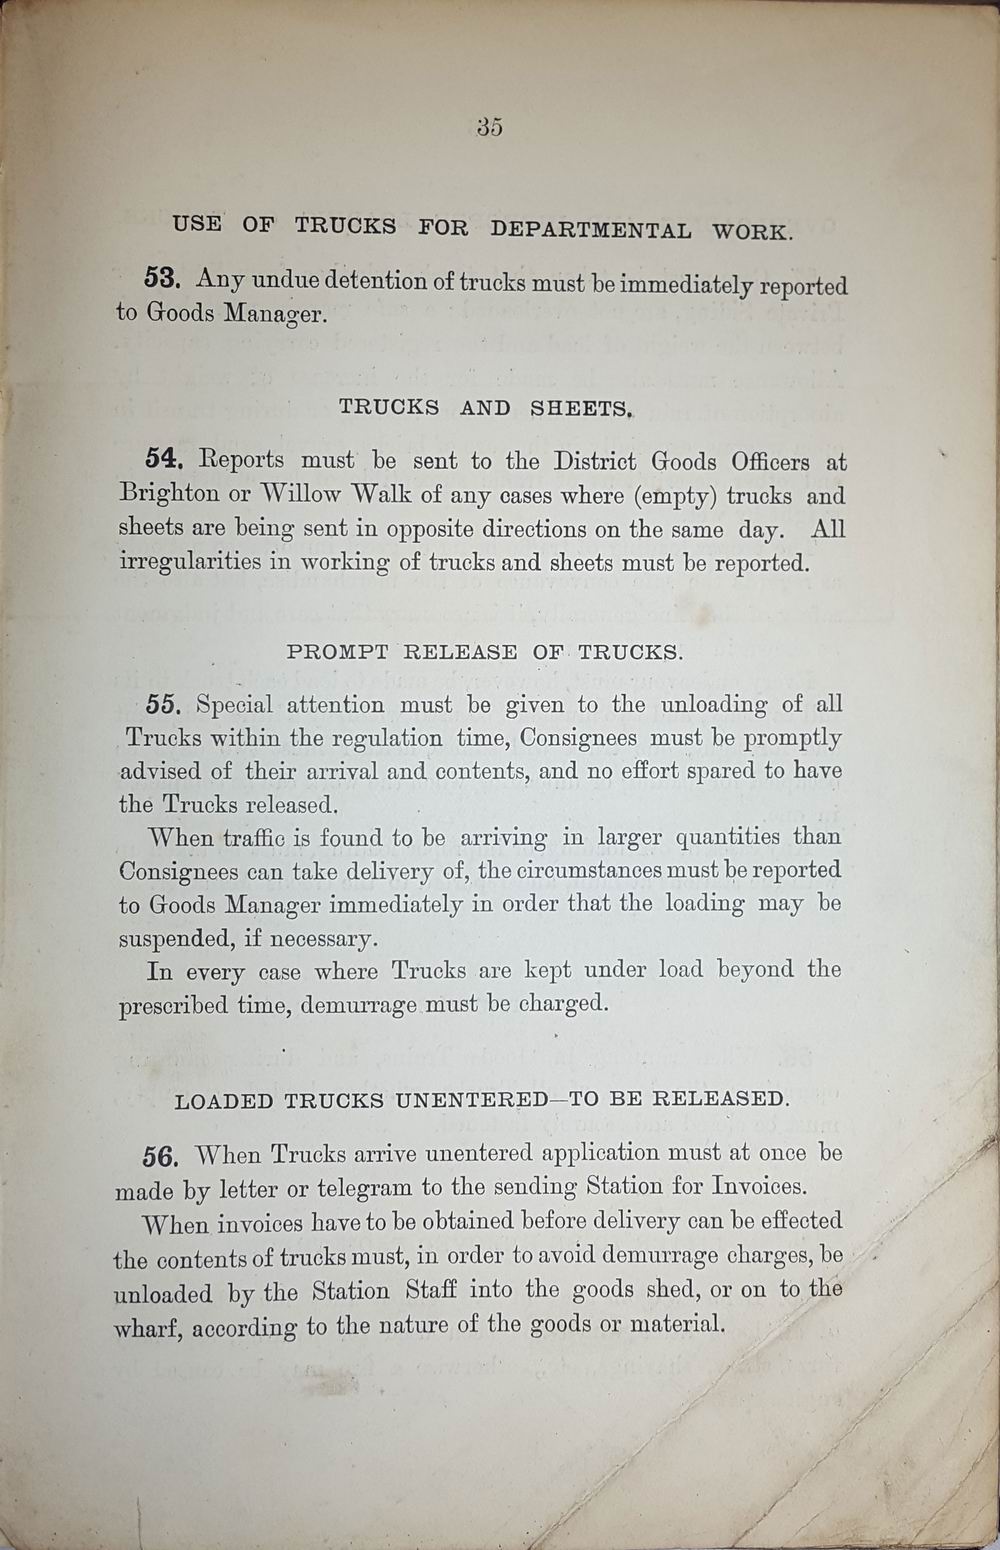 35
USE OF TRUCKS FOR DEPARTMENTAL WORK.
53. Any undue detention of trucks must be immediately reported
to Goods Manager.
TRUCKS AND SHEETS.
54. Reports must be sent to the District Goods Officers at
Brighton or Willow Walk of any cases where (empty) trucks and
sheets are being sent in opposite directions on the same day. All
irregularities in working of trucks and sheets must be reported.
PROMPT RELEASE OF TRUCKS.
55. Special attention must be given to the unloading of all
Trucks within the regulation time, Consignees must be promptly
advised of their arrival and contents, and no effort spared to have
the Trucks released.
When traffic is found to be arriving in larger quantities than
Consignees can take delivery of, the circumstances must be reported
to Goods Manager immediately in order that the loading may be
suspended, if necessary.
In every case where Trucks are kept under load beyond the
prescribed time, demurrage must be charged.
LOADED TRUCKS UNENTERED—TO BE RELEASED.
56. When Trucks arrive unentered application must at once be
made by letter or telegram to the sending Station for Invoices.
When invoices have to be obtained before delivery can be effected
the contents of trucks must, in order to avoid demurrage charges, be
unloaded by the Station Staff into the goods shed, or on to the
wharf, according to the nature of the goods or material.